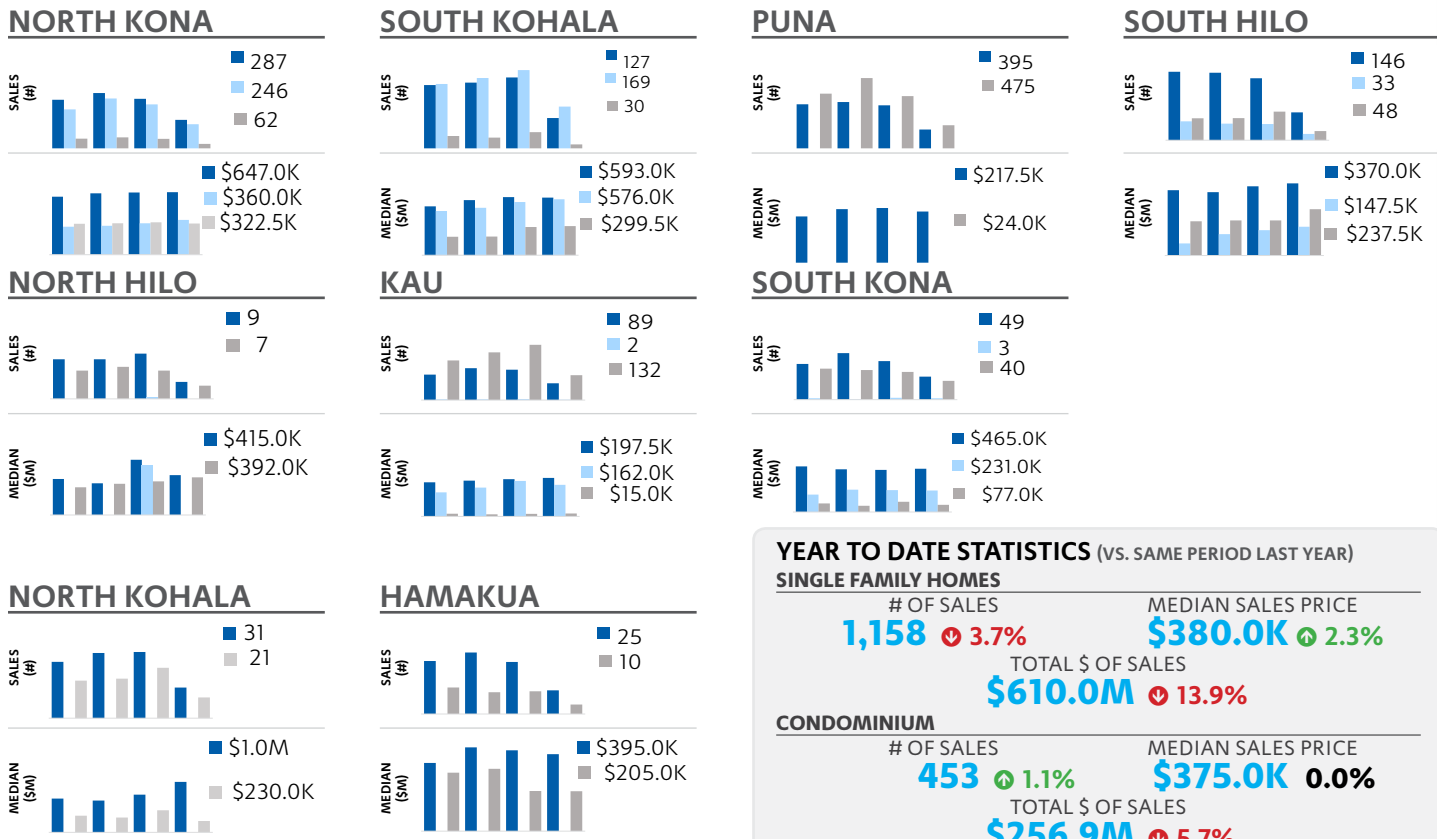 NORTH KONA
SALES (#)
287
246
62
MEDIAN ($M)
$647.0K
$360.0K
$322.5K
SOUTH KOHALA
SALES (#)
127
169
30
MEDIAN ($M)
$593.0K
$576.0K
$299.5K
PUNA
SALES (#)
395
475
MEDIAN ($M)
$217.5K
$24.0K
SOUTH HILO
SALES (#)
146
33
48
MEDIAN ($M)
$370.0K
$147.5K
$237.5K
NORTH HILO
SALES (#)
9
7
MEDIAN ($M)
$415.0K
$392.0K
KAU
SALES (#)
89
2
132
MEDIAN ($M)
$197.5K
$162.0K
$15.0K
SOUTH KONA
SALES (#)
49
3
40
MEDIAN ($M)
$465.0K
$231.0K
$77.0K
NORTH KOHALA
SALES (#)
31
21
MEDIAN ($M)
$1.0M
$230.0K
HAMAKUA
SALES (#)
25
10
MEDIAN ($M)
$395.0K
$205.0K
YEAR TO DATE STATISTICS (VS. SAME PERIOD LAST YEAR)
SINGLE FAMILY HOMES
# OF SALES MEDIAN SALES PRICE
1,158 3.7% $380.0K 2.3%
TOTAL $ OF SALES
$610.0M 13.9%
CONDOMINIUM
# OF SALES MEDIAN SALES PRICE
453 1.1% $375.0K 0.0%
TOTAL $ OF SALES
$256.9M 5.7%